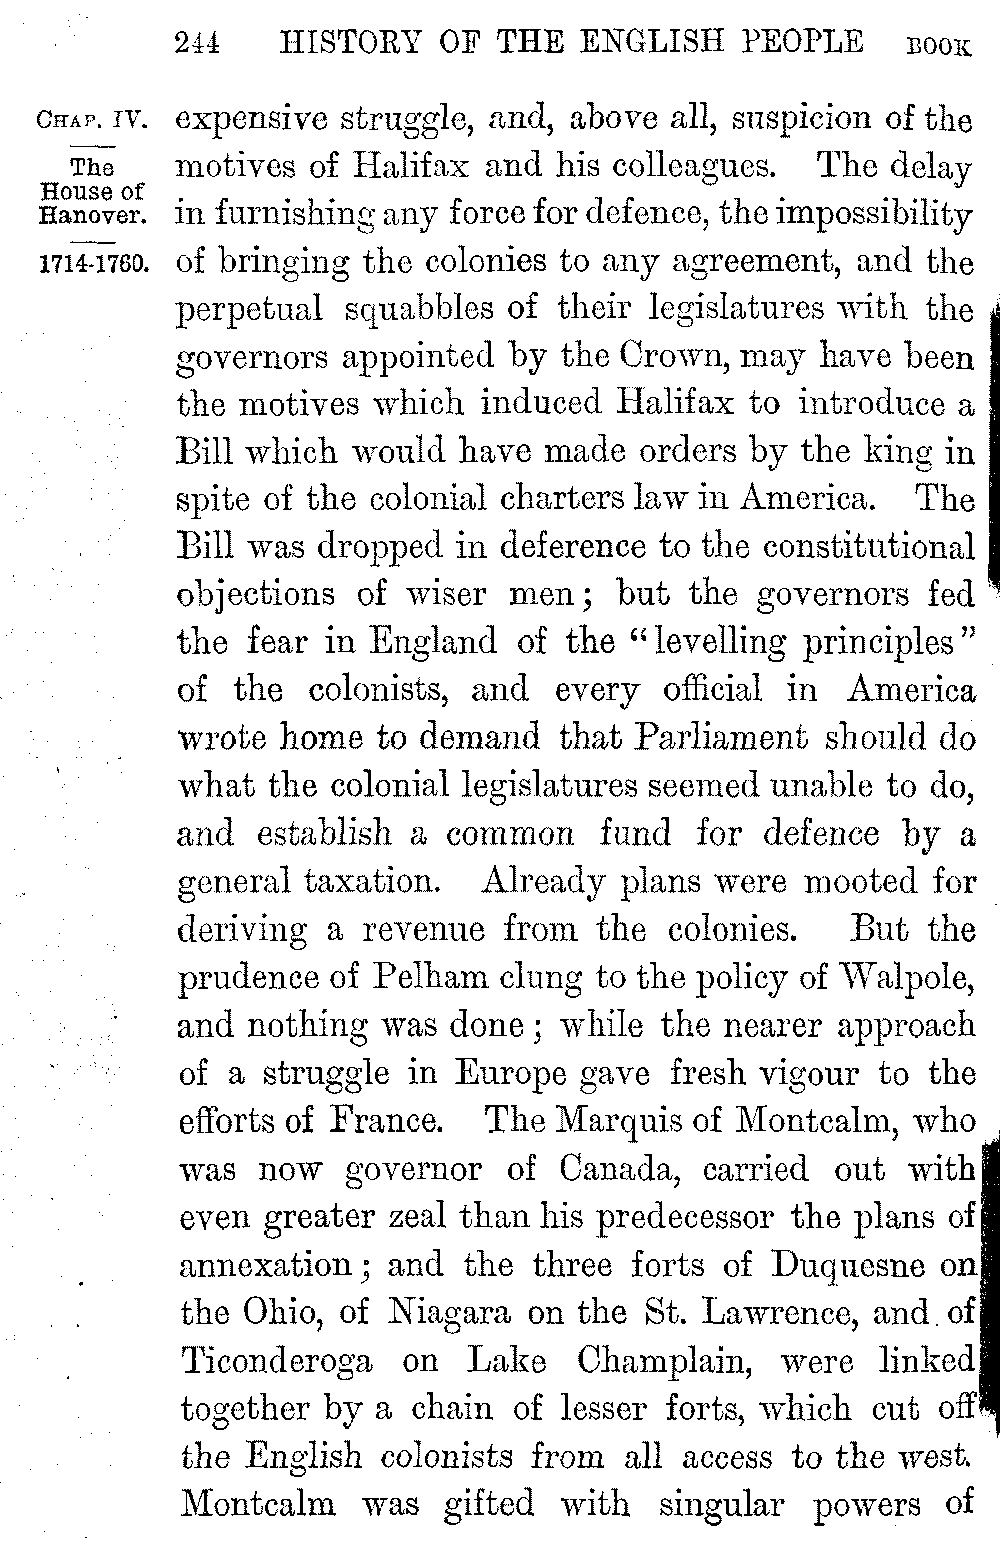 244 HISTORY OF THE ENGLISH PEOPLE BOOK
CHAP. IV.
The
House of
Hanover.
1714-1760.
expensive struggle, and, above all, suspicion of the
motives of Halifax and his colleagues. The delay
in furnishing any force for defence, the impossibility
of bringing the colonies to any agreement, and the
perpetual squabbles of their legislatures with the
governors appointed by the Crown, may have been
the motives which induced Halifax to introduce a
Bill which would have made orders by the king in
spite of the colonial charters law in America. The
Bill was dropped in deference to the constitutional
objections of wiser men; but the governors fed
the fear in England of the "levelling principles"
of the colonists, and every official in America
wrote home to demand that Parliament should do
what the colonial legislatures seemed unable to do,
and establish a common fund for defence by a
general taxation. Already plans were mooted for
deriving a revenue from the colonies. But the
prudence of Pelham clung to the policy of Walpole,
and nothing was done; while the nearer approach
of a struggle in Europe gave fresh vigour to the
efforts of France. The Marquis of Montcalm, who
was now governor of Canada, carried out with
even greater zeal than his predecessor the plans of
annexation; and the three forts of Duquesne on
the Ohio, of Niagara on the St. Lawrence, and of
Ticonderoga on Lake Champlain, were linked
together by a chain of lesser forts, which cut off
the English colonists from all access to the west.
Montcalm was gifted with singular powers of